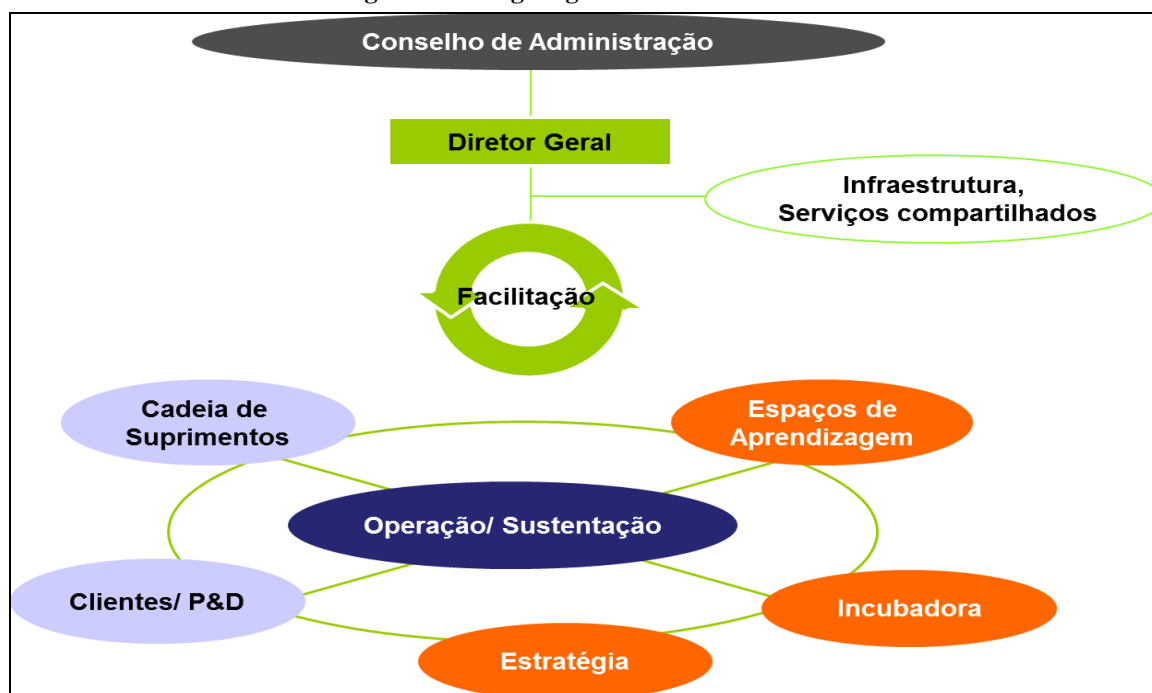 Conselho de Administração
Diretor Geral
Infraestrutura,
Serviços compartilhados
Facilitação
Cadeia de
Suprimentos
Espaços de
Aprendizagem
Operação/ Sustentação
Clientes/ P&D
Incubadora
Estratégia